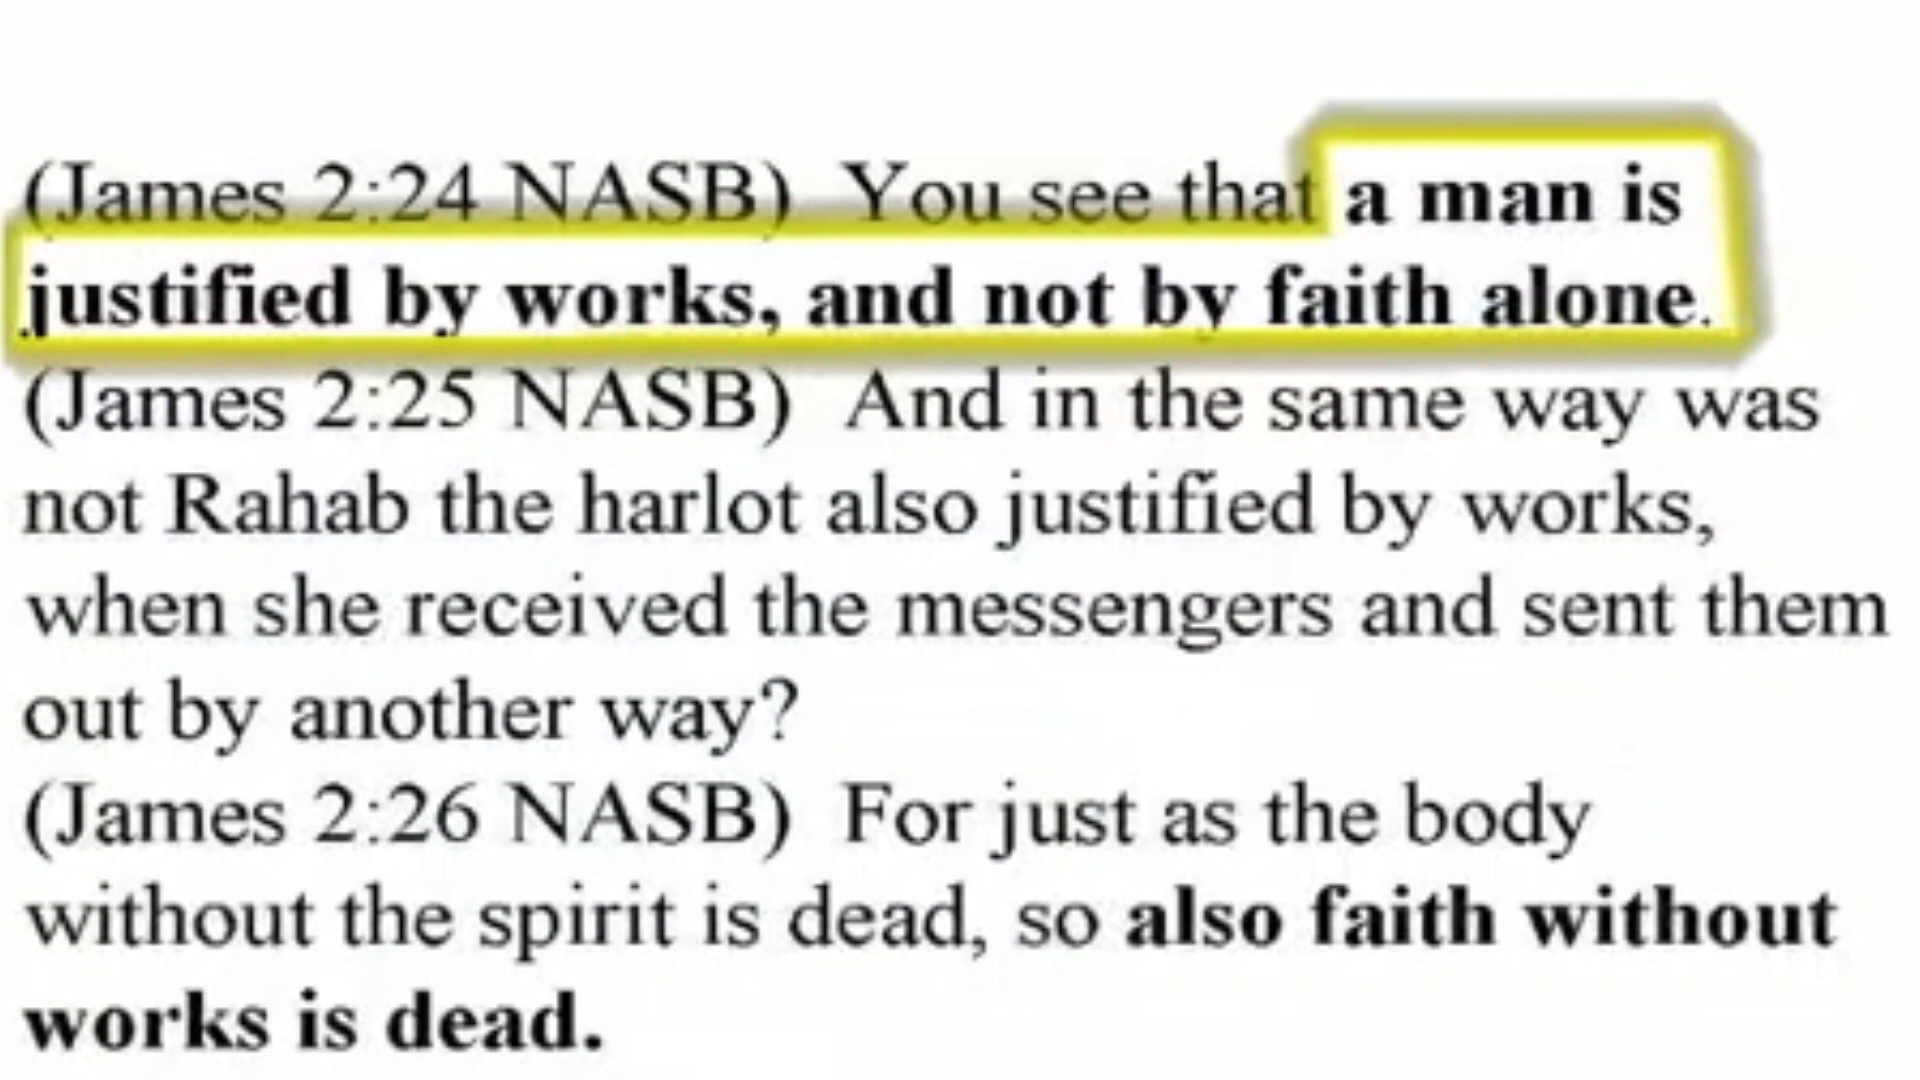 (James 2:24 NASB) You see that a man is
justified by works, and not by faith alone.
(James 2:25 NASB) And in the same way was
not Rahab the harlot also justified by works,
when she received the messengers and sent them
out by another way?
(James 2:26 NASB) For just as the body
without the spirit is dead, so also faith without
works is dead.